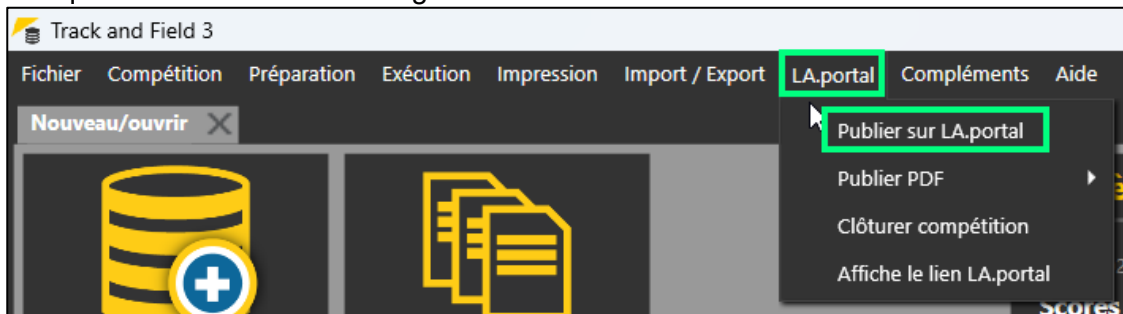 Track and Field 3
Fichier Compétition Préparation Exécution Impression Import / Export LA.portal Compléments Aide
Nouveau/ouvrir
Publier sur LA.portal
Publier PDF
Clôturer compétition
Affiche le lien LA.portal
Scores